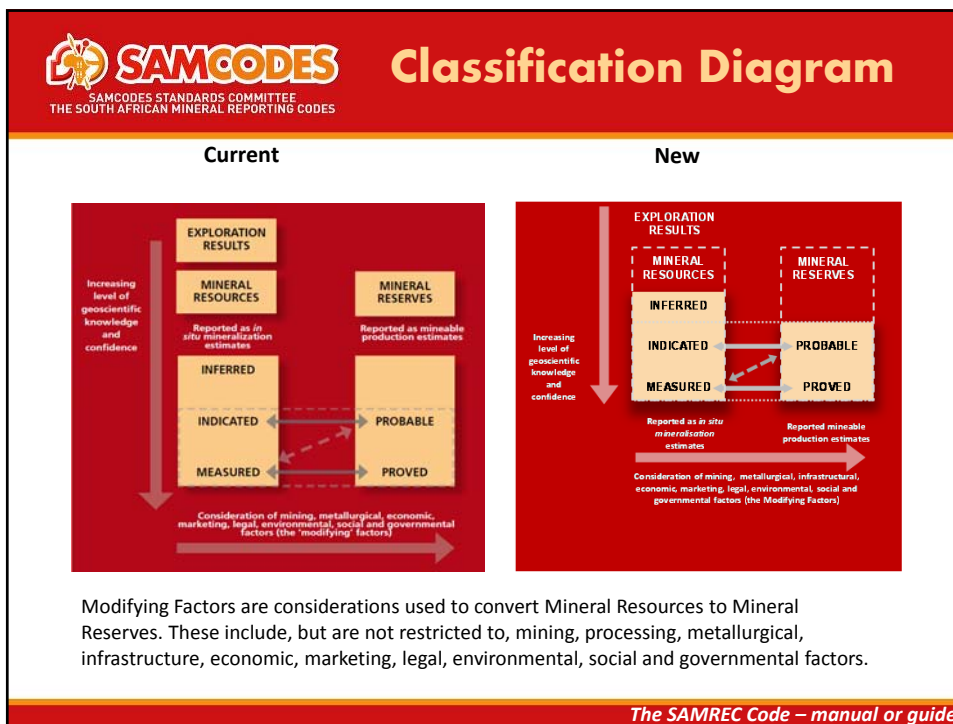 SAMCODES
SAMCODES STANDARDS COMMITTEE
THE SOUTH AFRICAN MINERAL REPORTING CODES
Classification Diagram
Current
EXPLORATION
RESULTS
MINERAL
RESOURCES
MINERAL
RESERVES
Increasing
level of
geoscientific
knowledge
and
confidence
Reported as in
situ mineralization
estimates
Reported as mineable
production estimates
INFERRED
INDICATED
PROBABLE
MEASURED
PROVED
Consideration of mining, metallurgical, economic,
marketing, legal, environmental, social and governmental
factors (the 'modifying' factors)
New
EXPLORATION
RESULTS
MINERAL
RESOURCES
MINERAL
RESERVES
INFERRED
Increasing
level of
geoscientific
knowledge
and
confidence
INDICATED
PROBABLE
MEASURED
PROVED
Reported as in situ
mineralisation
estimates
Reported mineable
production estimates
Consideration of mining, metallurgical, infrastructural,
economic, marketing, legal, environmental, social and
governmental factors (the Modifying Factors)
Modifying Factors are considerations used to convert Mineral Resources to Mineral
Reserves. These include, but are not restricted to, mining, processing, metallurgical,
infrastructure, economic, marketing, legal, environmental, social and governmental factors.
The SAMREC Code – manual or guide